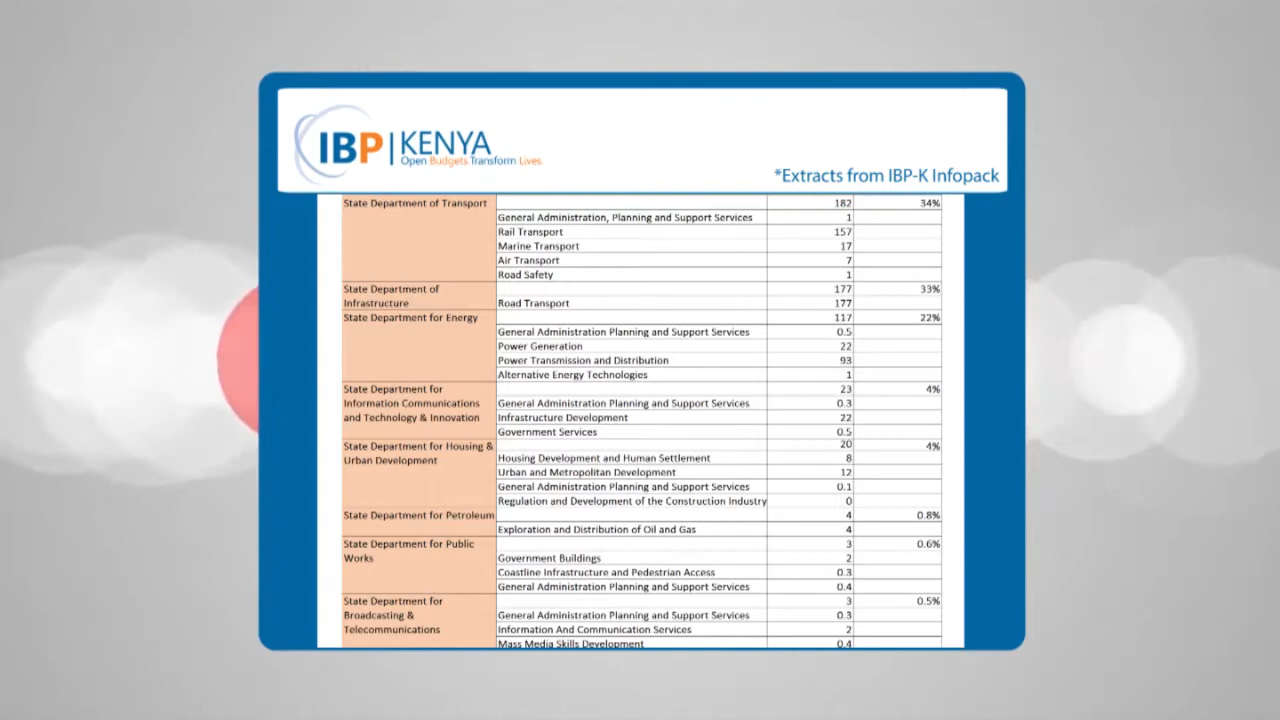 IBP | KENYA
Open Budgets. Transform Lives.
*Extracts from IBP-K Infopack
State Department of Transport 182 34%
General Administration, Planning and Support Services 1
Rail Transport 157
Marine Transport 17
Air Transport 7
Road Safety 1
State Department of 177 33%
Infrastructure Road Transport 177
State Department for Energy 117 22%
General Administration Planning and Support Services 0.5
Power Generation 22
Power Transmission and Distribution 93
Alternative Energy Technologies 1
State Department for 23 4%
Information Communications General Administration Planning and Support Services 0.3
and Technology & Innovation Infrastructure Development 22
Government Services 0.5
State Department for Housing & 20 4%
Urban Development Housing Development and Human Settlement 8
Urban and Metropolitan Development 12
General Administration Planning and Support Services 0.1
Regulation and Development of the Construction Industry 0
State Department for Petroleum 4 0.8%
Exploration and Distribution of Oil and Gas 4
State Department for Public 3 0.6%
Works Government Buildings 2
Coastline Infrastructure and Pedestrian Access 0.3
General Administration Planning and Support Services 0.4
State Department for 3 0.5%
Broadcasting & General Administration Planning and Support Services 0.3
Telecommunications Information And Communication Services 2
Mass Media Skills Development 0.4